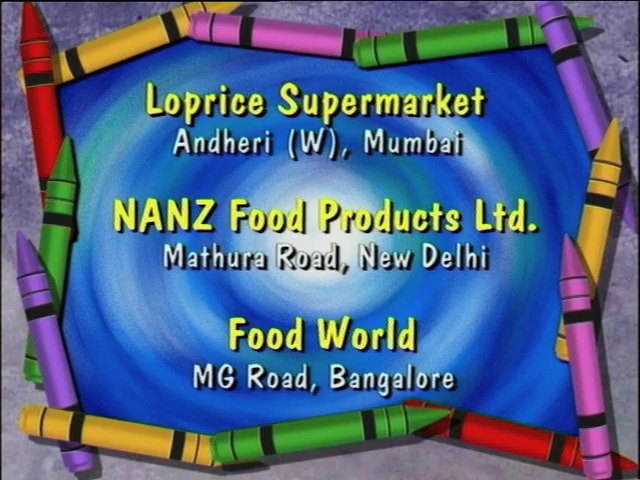 Loprice Supermarket
Andheri (W), Mumbai
NANZ Food Products Ltd.
Mathura Road, New Delhi
Food World
MG Road, Bangalore